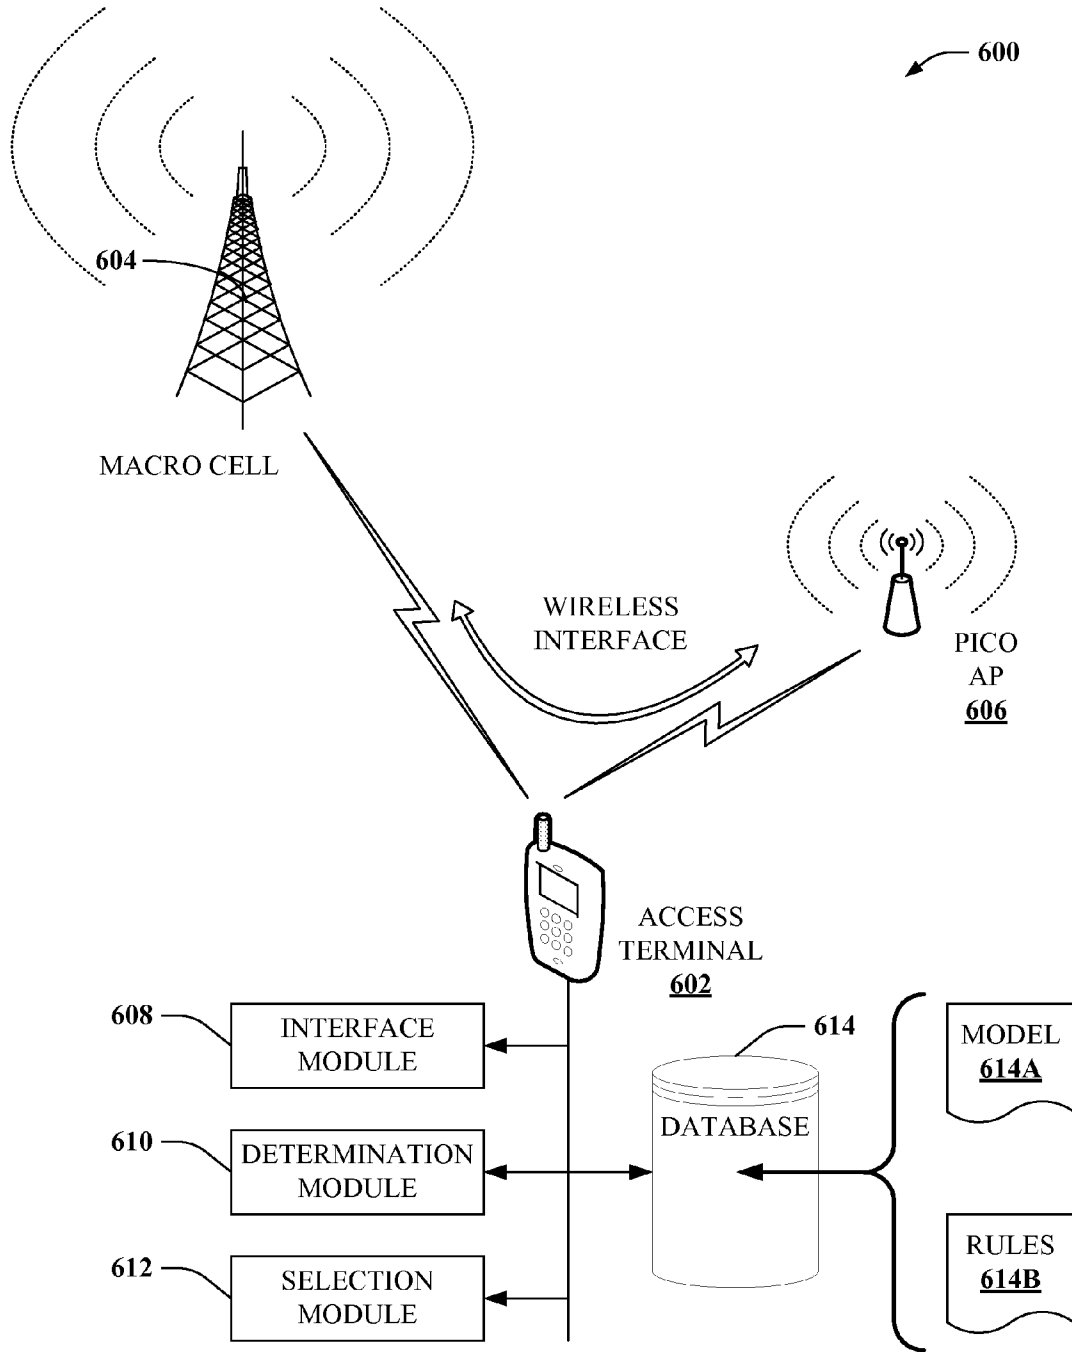 600
604
MACRO CELL
WIRELESS
INTERFACE
PICO
AP
606
ACCESS
TERMINAL
602
608
INTERFACE
MODULE
610
DETERMINATION
MODULE
612
SELECTION
MODULE
614
DATABASE
MODEL
614A
RULES
614B